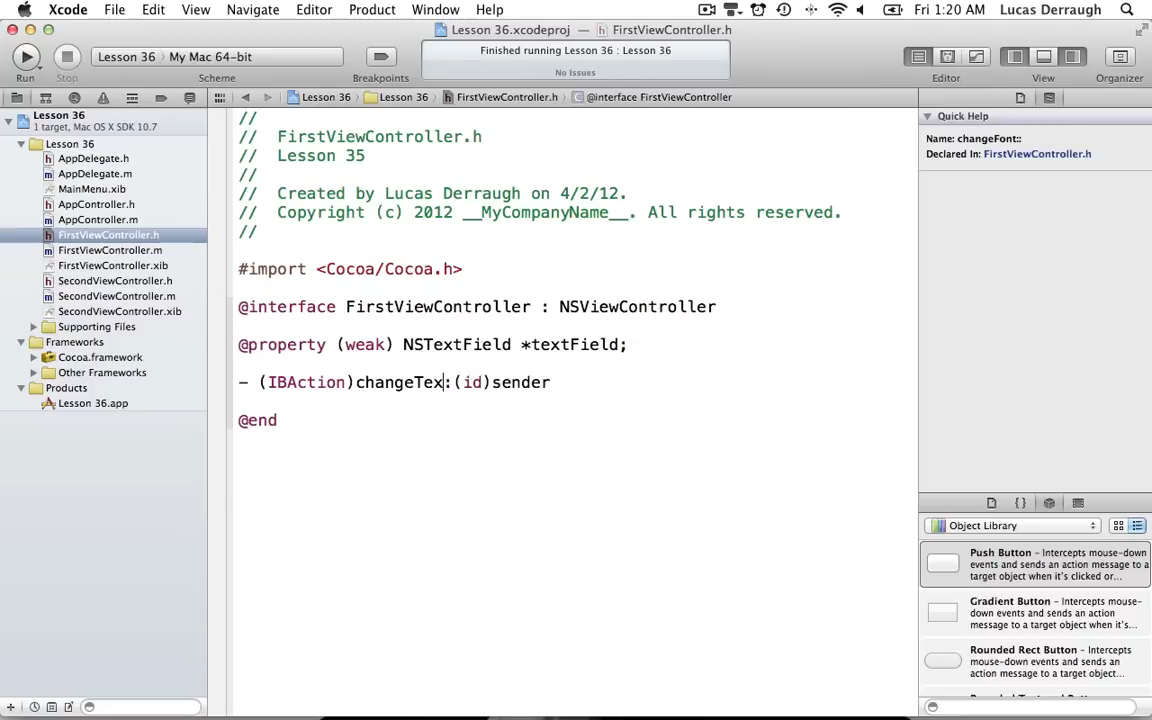 Xcode File Edit View Navigate Editor Product Window Help Fri 1:20 AM Lucas Derraugh
Lesson 36.xcodeproj — FirstViewController.h
Lesson 36 My Mac 64-bit
Finished running Lesson 36 : Lesson 36
No Issues
Run Stop Scheme Breakpoints Editor View Organizer
Lesson 36 Lesson 36 FirstViewController.h @interface FirstViewController
Lesson 36
1 target, Mac OS X SDK 10.7
Lesson 36
AppDelegate.h
AppDelegate.m
MainMenu.xib
AppController.h
AppController.m
FirstViewController.h
FirstViewController.m
FirstViewController.xib
SecondViewController.h
SecondViewController.m
SecondViewController.xib
Supporting Files
Frameworks
Cocoa.framework
Other Frameworks
Products
Lesson 36.app
//
// FirstViewController.h
// Lesson 35
//
// Created by Lucas Derraugh on 4/2/12.
// Copyright (c) 2012 __MyCompanyName__. All rights reserved.
//
#import <Cocoa/Cocoa.h>
@interface FirstViewController : NSViewController
@property (weak) NSTextField *textField;
- (IBAction)changeTex:(id)sender
@end
Quick Help
Name: changeFont::
Declared In: FirstViewController.h
{}
Object Library
Push Button - Intercepts mouse-down
events and sends an action message to a
target object when it's clicked or...
Gradient Button - Intercepts mouse-
down events and sends an action
message to a target object when it's...
Rounded Rect Button - Intercepts
mouse-down events and sends an
action message to a target object...